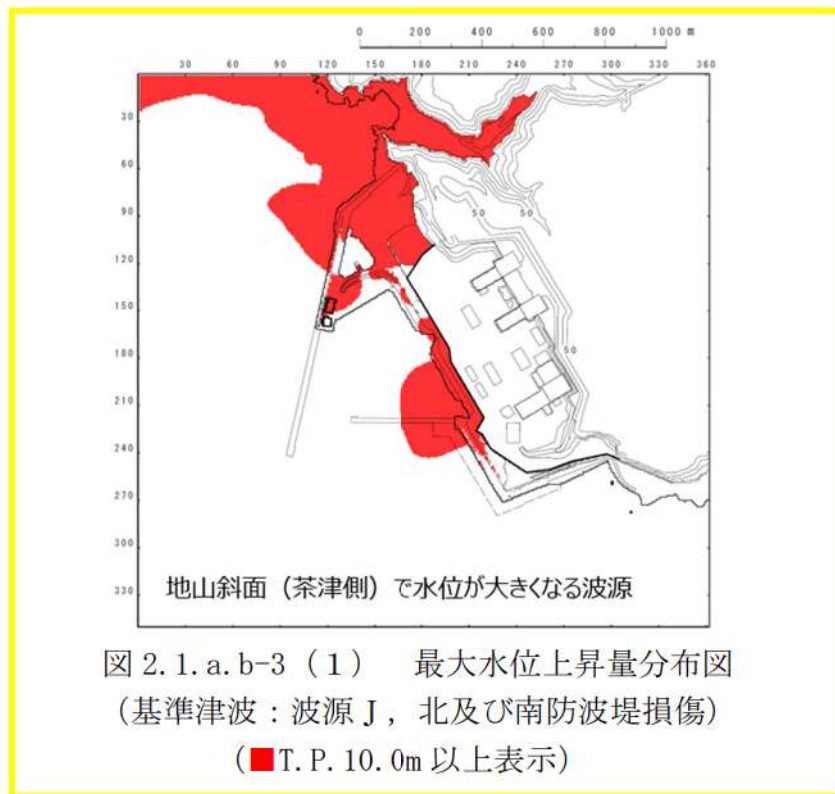 0 200 400 600 800 1000 m
60 90 120 150 180 210 240 270 300 330 360
30
60
90
50 50
120
150
180
50
210
240
270
300
330
地山斜面（茶津側）で水位が大きくなる波源
図 2.1.a.b-3（１） 最大水位上昇量分布図
（基準津波：波源 J，北及び南防波堤損傷）
（■T.P.10.0m 以上表示）